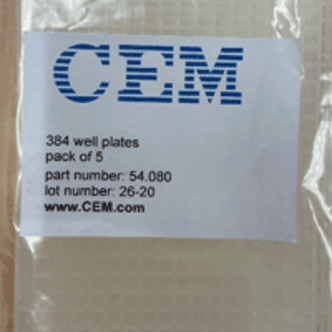 CEM
384 well plates
pack of 5
part number: 54.080
lot number: 26-20
www.CEM.com